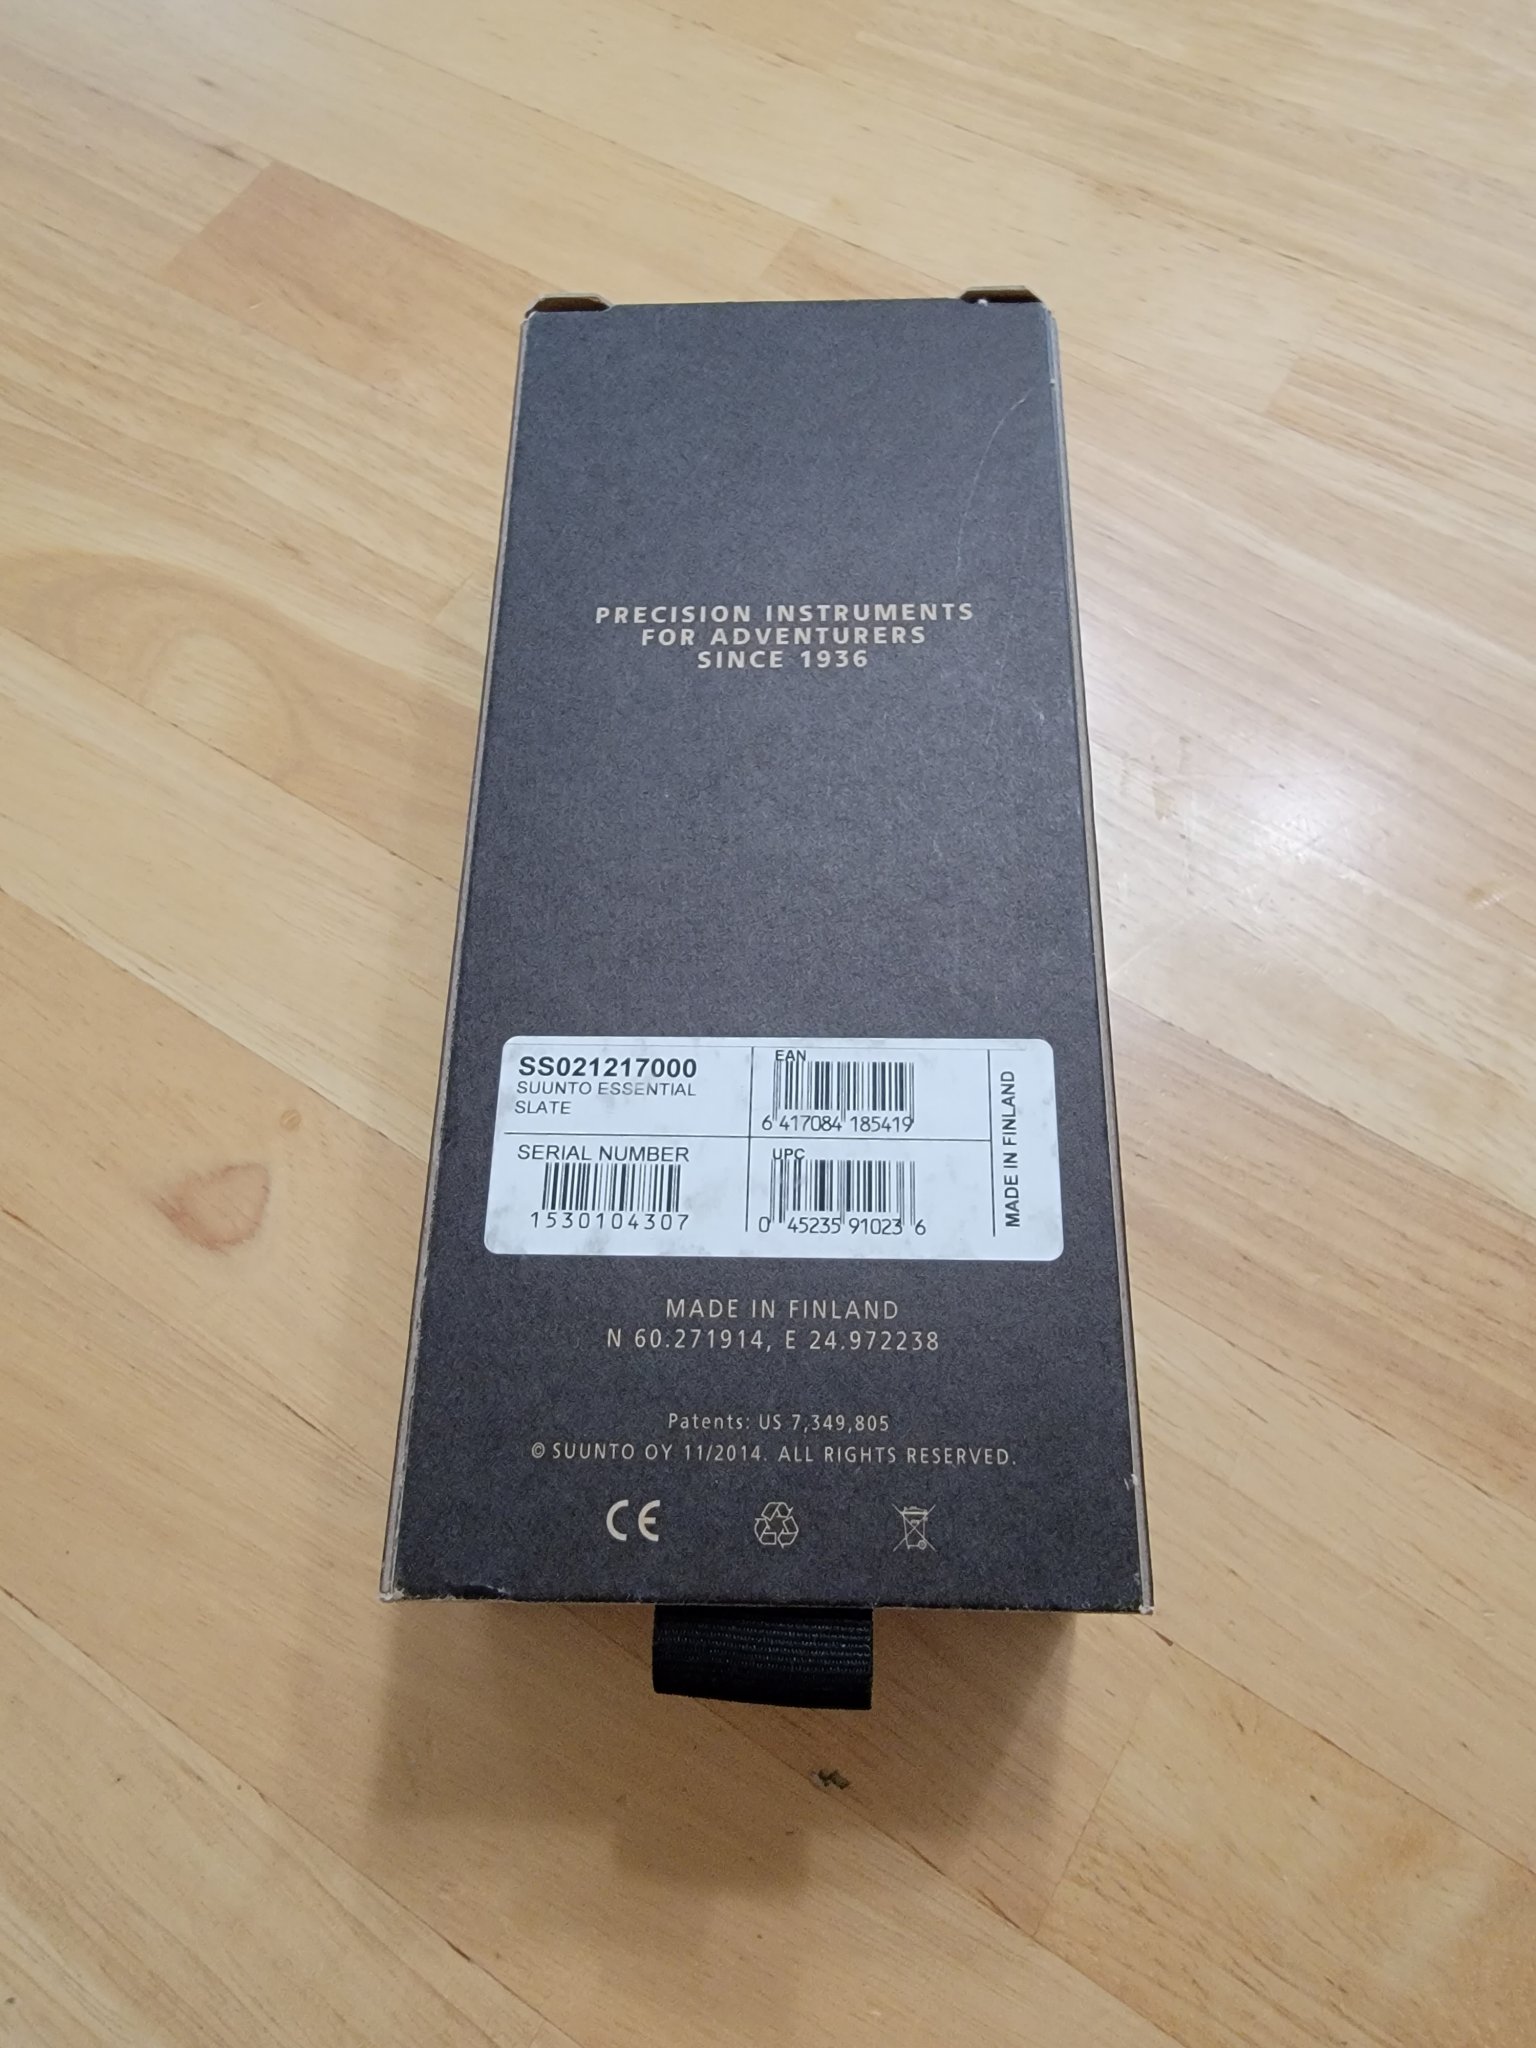 PRECISION INSTRUMENTS
FOR ADVENTURERS
SINCE 1936
SS021217000
SUUNTO ESSENTIAL
SLATE
EAN
6 417084 185419
SERIAL NUMBER
1530104307
UPC
0 45235 91023 6
MADE IN FINLAND
MADE IN FINLAND
N 60.271914, E 24.972238
Patents: US 7,349,805
© SUUNTO OY 11/2014. ALL RIGHTS RESERVED.
CE